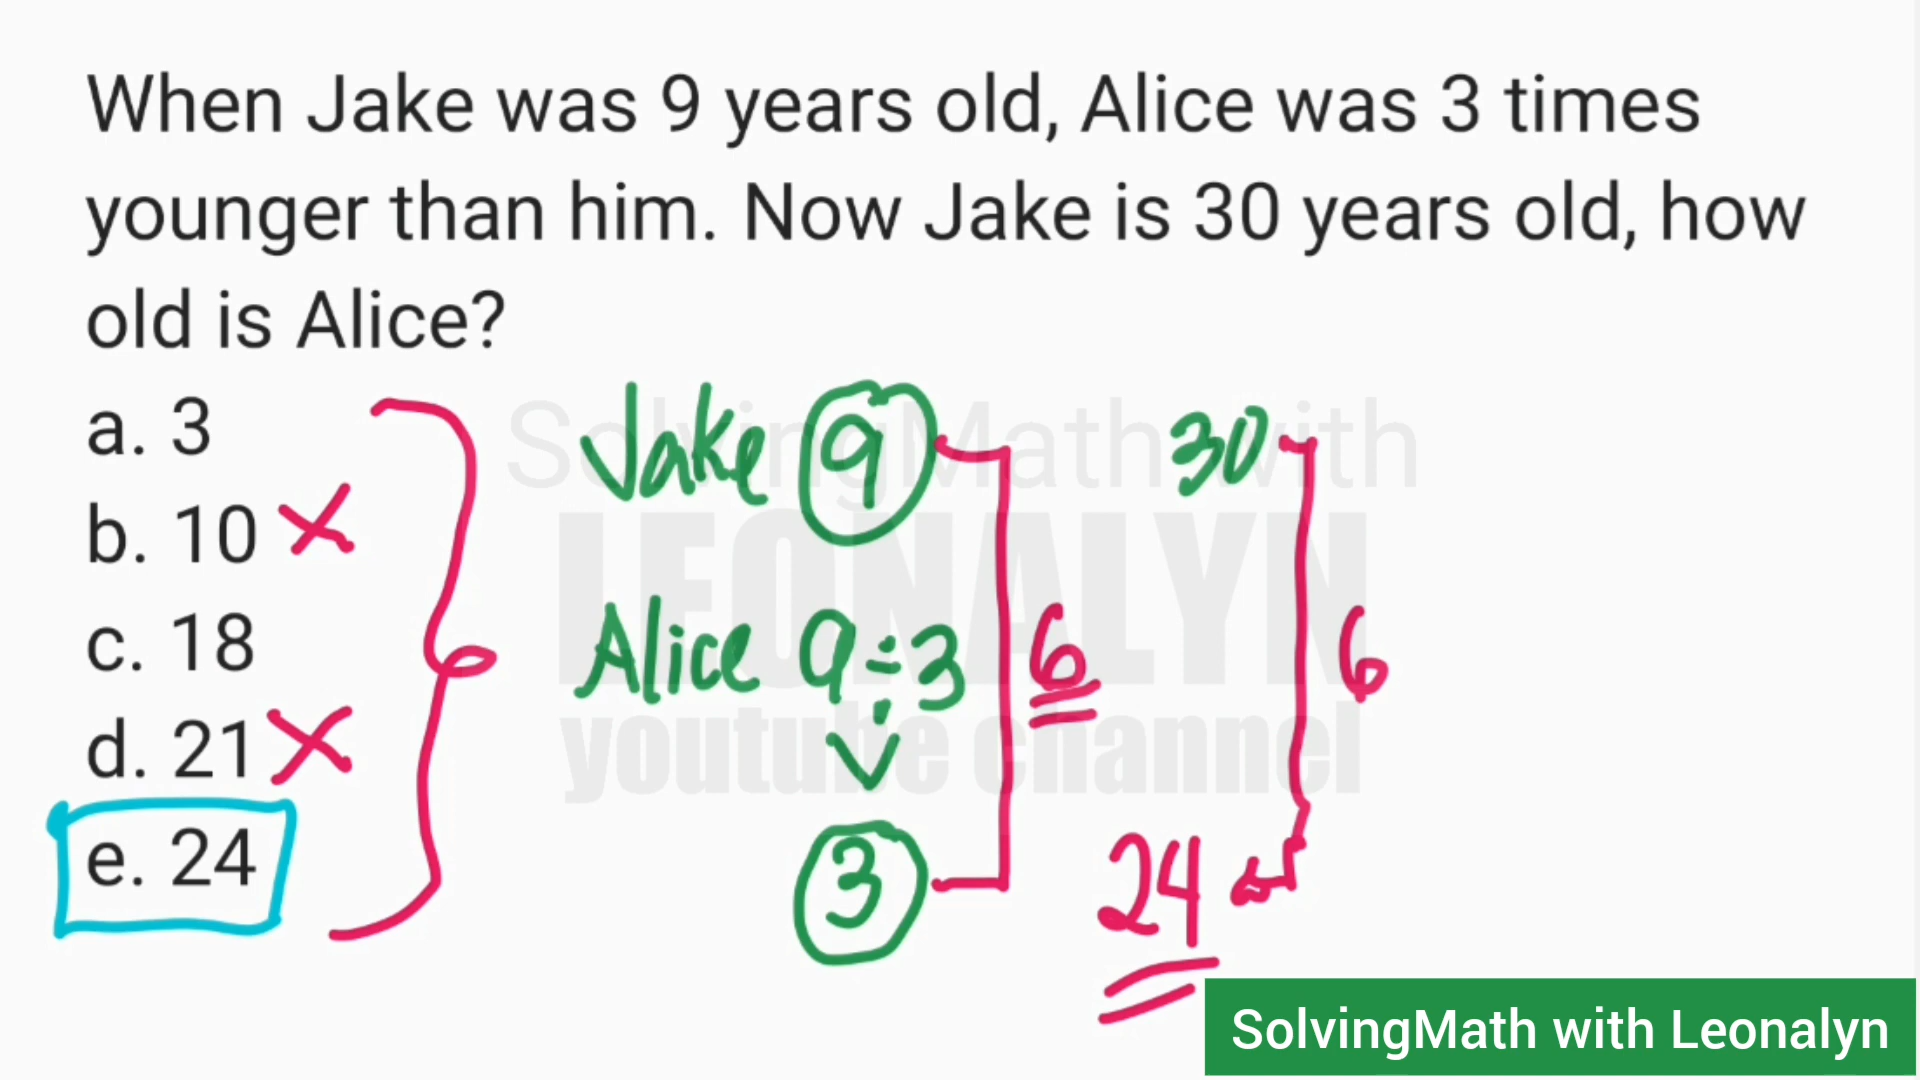 When Jake was 9 years old, Alice was 3 times
younger than him. Now Jake is 30 years old, how
old is Alice?
a. 3
b. 10
c. 18
d. 21
e. 24
Jake 9
30
Alice 9÷3
6
6
3
24
SolvingMath with
LEONALYN
youtube channel
SolvingMath with Leonalyn